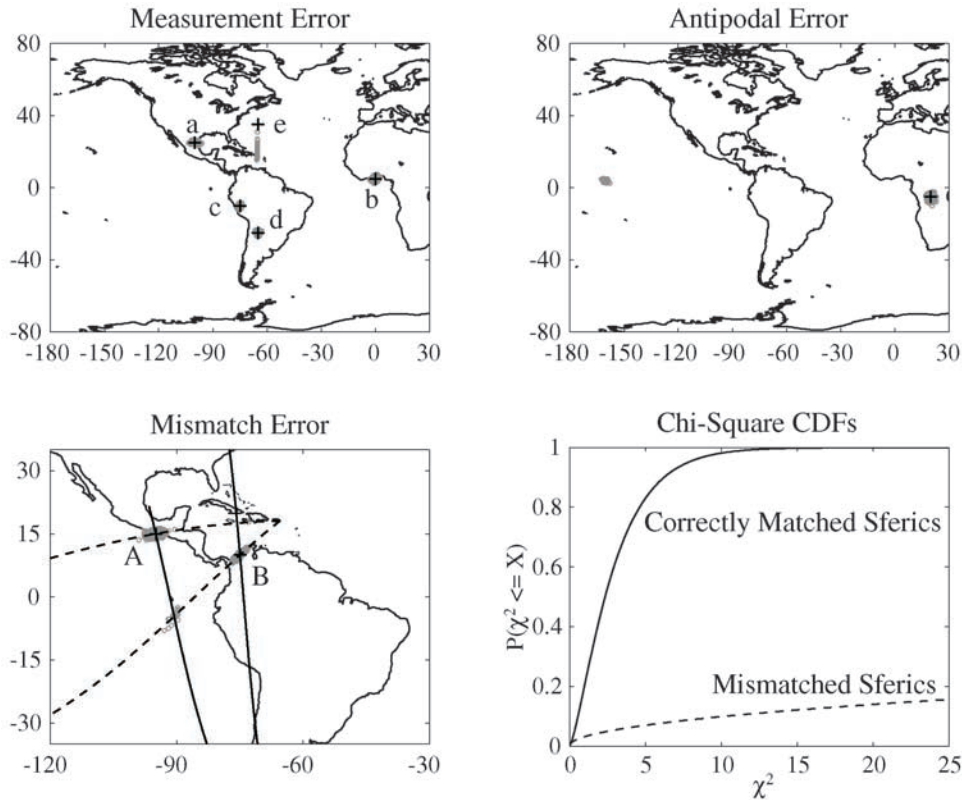 Measurement Error
80
40
0
-40
-80
-180 -150 -120 -90 -60 -30 0 30
a
e
c
d
b
Antipodal Error
80
40
0
-40
-80
-180 -150 -120 -90 -60 -30 0 30
Mismatch Error
30
15
0
-15
-30
-120 -90 -60 -30
A
B
Chi-Square CDFs
1
0.8
0.6
0.4
0.2
0
0 5 10 15 20 25
P(χ² <= X)
Correctly Matched Sferics
Mismatched Sferics
χ²